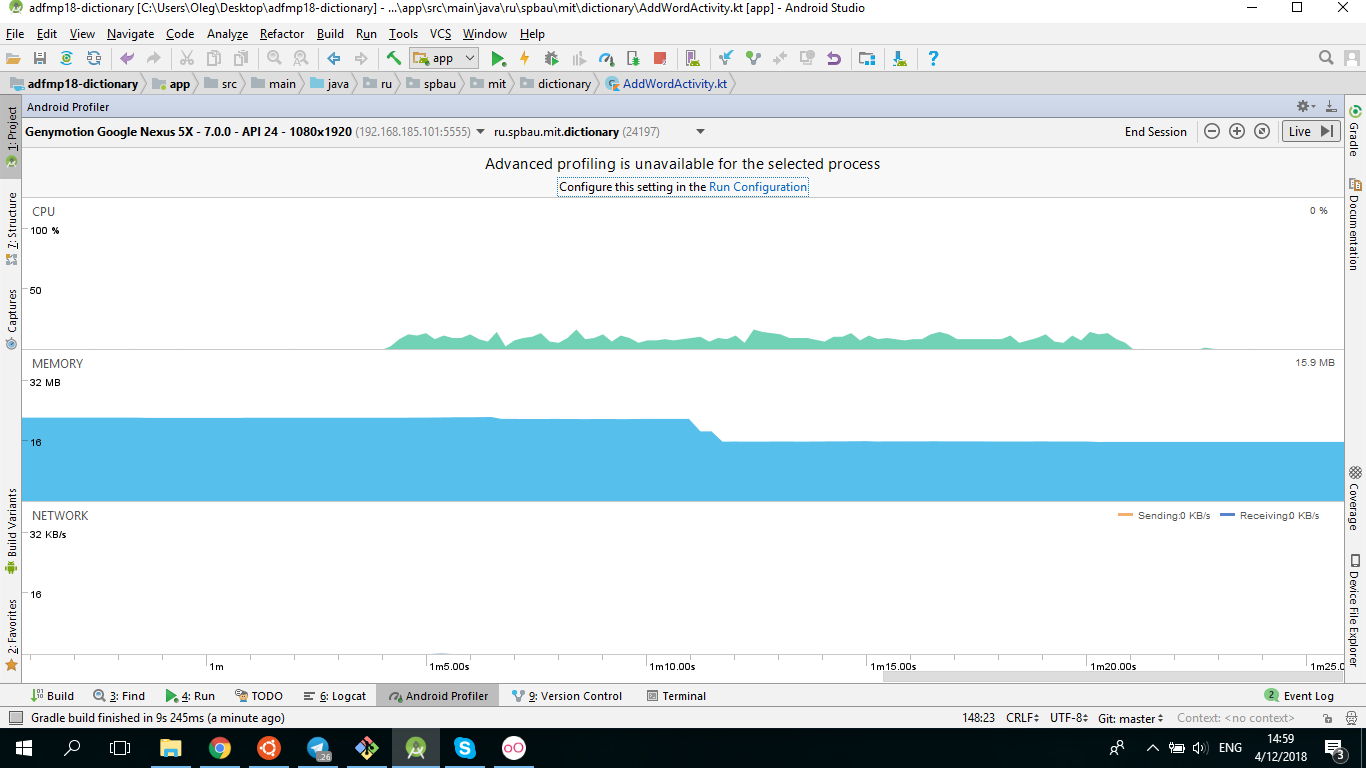 adfmp18-dictionary [C:\Users\Oleg\Desktop\adfmp18-dictionary] - ...\app\src\main\java\ru\spbau\mit\dictionary\AddWordActivity.kt [app] - Android Studio
File Edit View Navigate Code Analyze Refactor Build Run Tools VCS Window Help
app
adfmp18-dictionary app src main java ru spbau mit dictionary AddWordActivity.kt
Android Profiler
Genymotion Google Nexus 5X - 7.0.0 - API 24 - 1080x1920 (192.168.185.101:5555) ru.spbau.mit.dictionary (24197) End Session Live
Advanced profiling is unavailable for the selected process
Configure this setting in the Run Configuration
CPU 0 %
100 %
50
MEMORY 15.9 MB
32 MB
16
NETWORK Sending:0 KB/s Receiving:0 KB/s
32 KB/s
16
1m 1m5.00s 1m10.00s 1m15.00s 1m20.00s 1m25.0
1: Project
7: Structure
Captures
Build Variants
2: Favorites
Gradle
Documentation
Coverage
Device File Explorer
Build 3: Find 4: Run TODO 6: Logcat Android Profiler 9: Version Control Terminal 2 Event Log
Gradle build finished in 9s 245ms (a minute ago) 148:23 CRLF UTF-8 Git: master Context: <no context>
26 ENG 14:59
4/12/2018 3